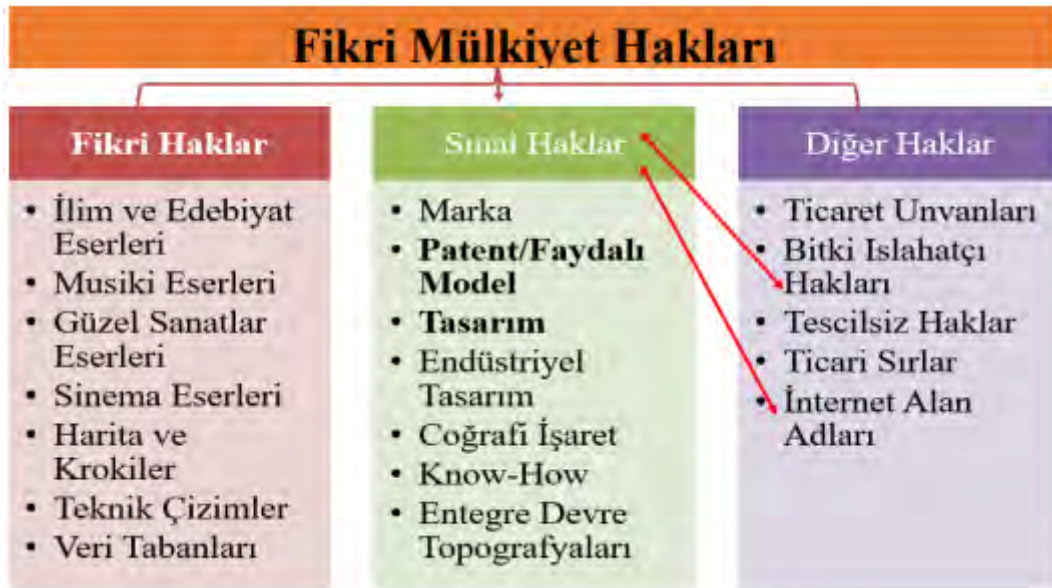 Fikri Mülkiyet Hakları
Fikri Haklar
• İlim ve Edebiyat
Eserleri
• Musiki Eserleri
• Güzel Sanatlar
Eserleri
• Sinema Eserleri
• Harita ve
Krokiler
• Teknik Çizimler
• Veri Tabanları
Sınai Haklar
• Marka
• Patent/Faydalı
Model
• Tasarım
• Endüstriyel
Tasarım
• Coğrafi İşaret
• Know-How
• Entegre Devre
Topografyaları
Diğer Haklar
• Ticaret Unvanları
• Bitki Islahatçı
Hakları
• Tescilsiz Haklar
• Ticari Sırlar
• İnternet Alan
Adları